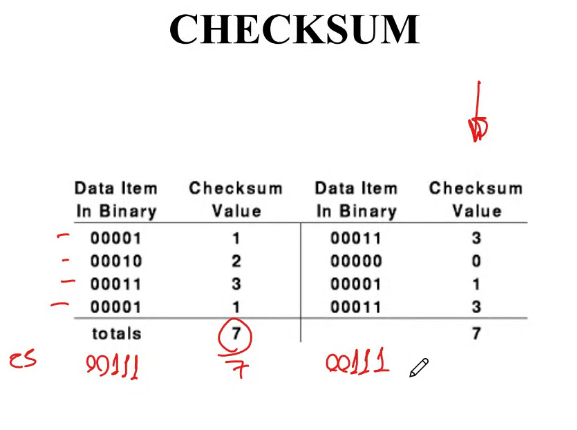 CHECKSUM
Data Item Checksum Data Item Checksum
In Binary Value In Binary Value
00001 1 00011 3
00010 2 00000 0
00011 3 00001 1
00001 1 00011 3
totals 7 7
cs 00111 7 00111